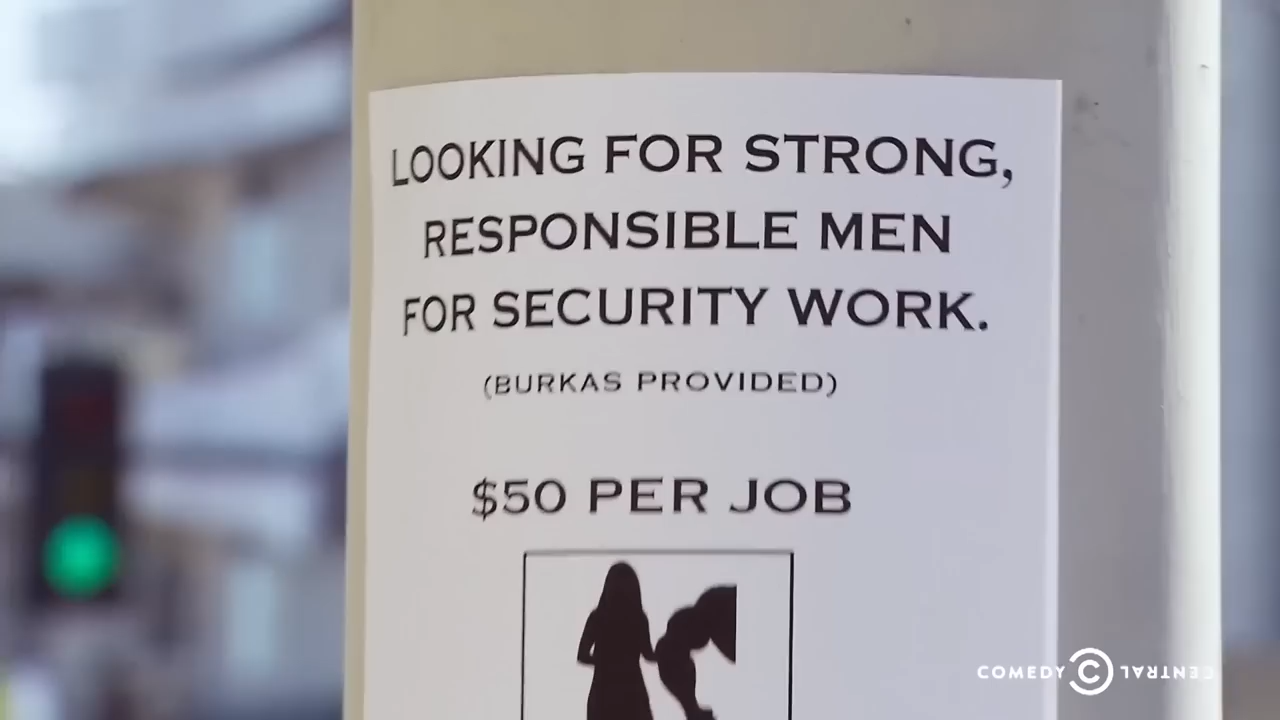 LOOKING FOR STRONG,
RESPONSIBLE MEN
FOR SECURITY WORK.
(BURKAS PROVIDED)
$50 PER JOB
COMEDY C CENTRAL